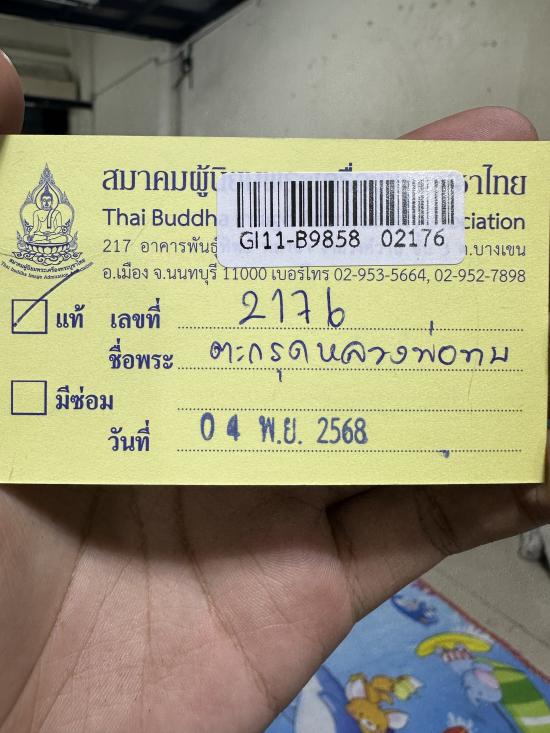 สมาคมผู้นิยม ไทย
Thai Buddha ciation
217 อาคารพันธุ์ทิพ ต.บางเขน
อ.เมือง จ.นนทบุรี 11000 เบอร์โทร 02-953-5664, 02-952-7898
GI11-B9858 02176
แท้ เลขที่ 2176
ชื่อพระ ตะกรุดหลวงพ่อทบ
มีซ่อม
วันที่ 04 พ.ย. 2568